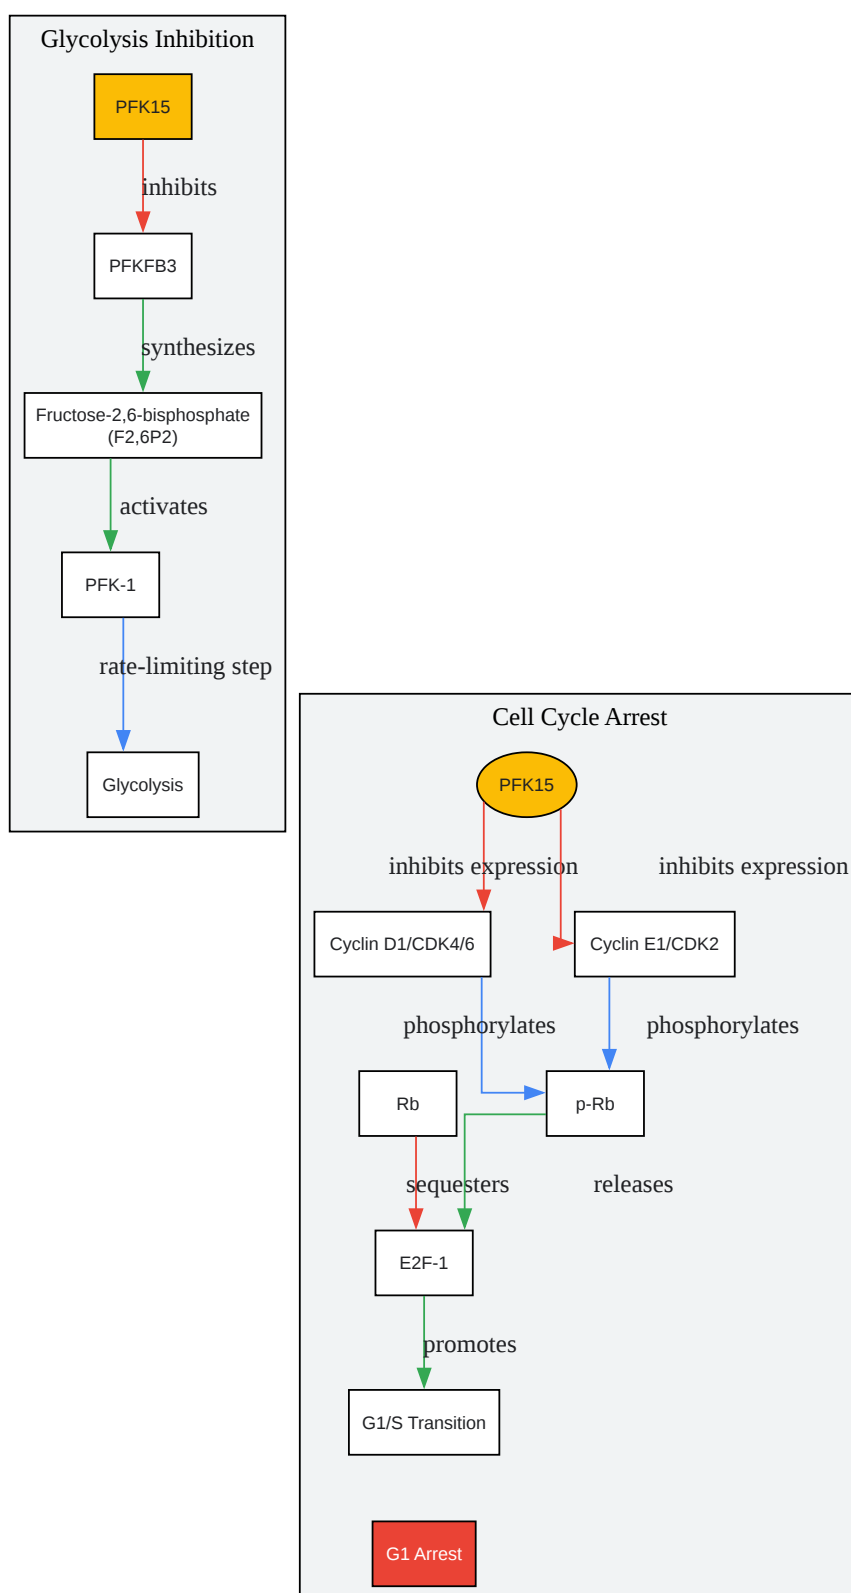 Glycolysis Inhibition
PFK15
inhibits
PFKFB3
synthesizes
Fructose-2,6-bisphosphate
(F2,6P2)
activates
PFK-1
rate-limiting step
Glycolysis
Cell Cycle Arrest
PFK15
inhibits expression
inhibits expression
Cyclin D1/CDK4/6
Cyclin E1/CDK2
phosphorylates
phosphorylates
Rb
p-Rb
sequesters
releases
E2F-1
promotes
G1/S Transition
G1 Arrest